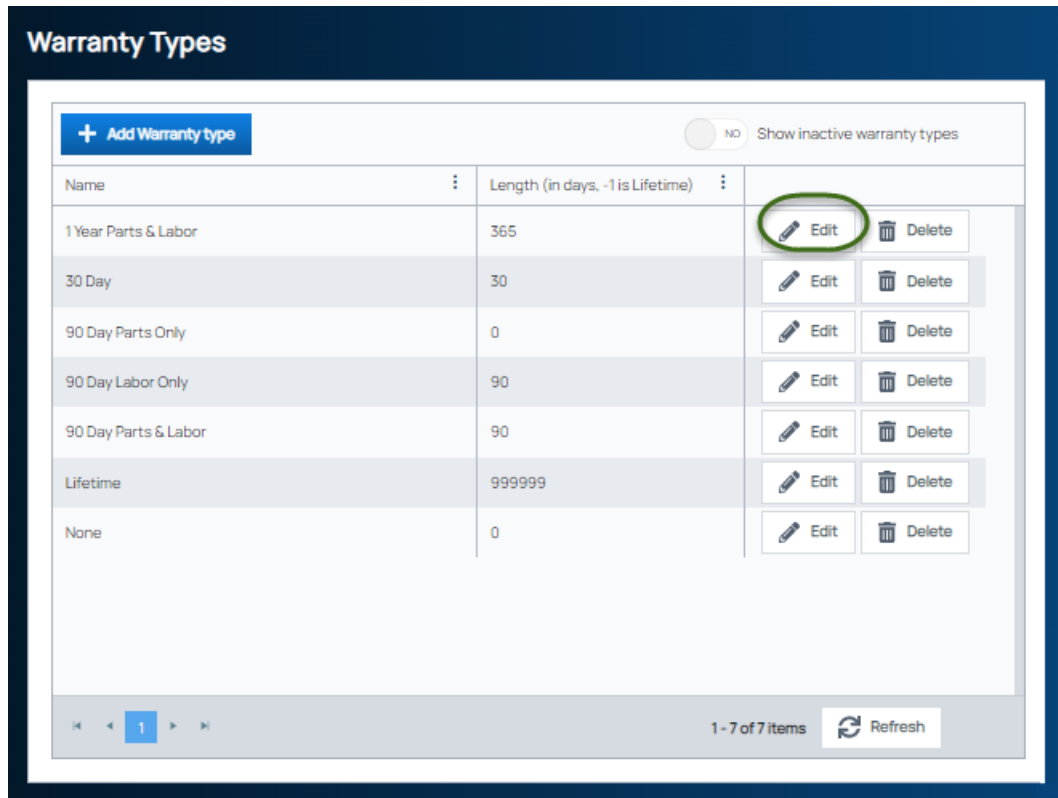 Warranty Types
+ Add Warranty type NO Show inactive warranty types
Name Length (in days, -1 is Lifetime)
1 Year Parts & Labor 365 Edit Delete
30 Day 30 Edit Delete
90 Day Parts Only 0 Edit Delete
90 Day Labor Only 90 Edit Delete
90 Day Parts & Labor 90 Edit Delete
Lifetime 999999 Edit Delete
None 0 Edit Delete
1 1 - 7 of 7 items Refresh